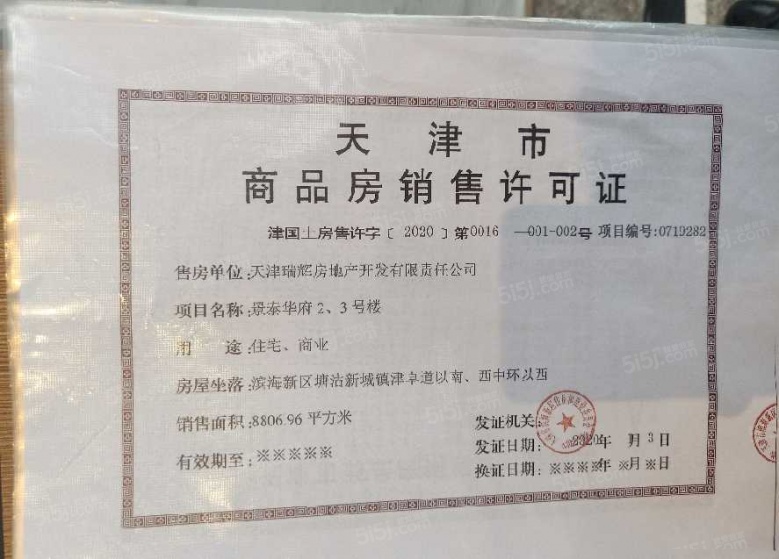 天津市
商品房销售许可证
津国土房售许字〔2020〕第0016 —001-002号 项目编号:0719282
售房单位:天津瑞辉房地产开发有限责任公司
项目名称:景泰华府2、3号楼
用 途:住宅、商业
房屋坐落:滨海新区塘沽新城镇津卓道以南、西中环以西
销售面积:8806.96 平方米
发证机关:
发证日期:2020年 月3日
有效期至:※※※※※
换证日期:※※※※年 ※月※日